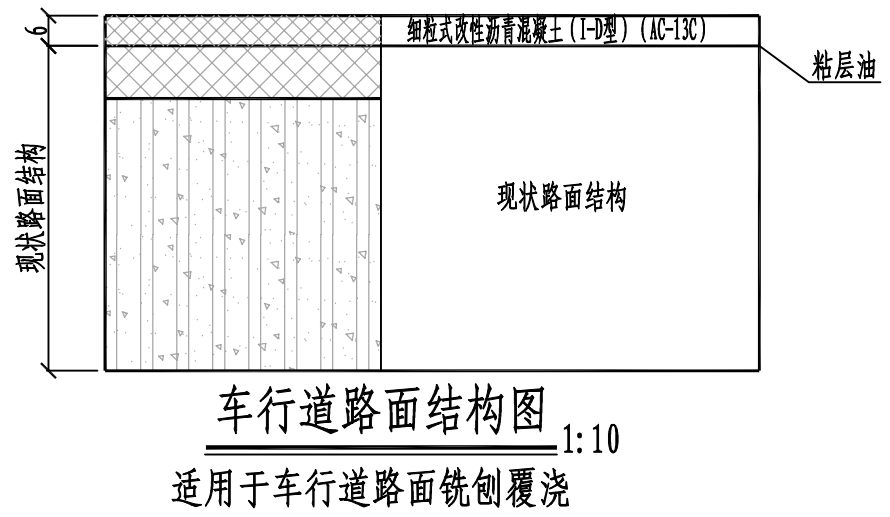 6
细粒式改性沥青混凝土(I-D型)(AC-13C)
粘层油
现状路面结构
现状路面结构
车行道路面结构图 1:10
适用于车行道路面铣刨覆浇